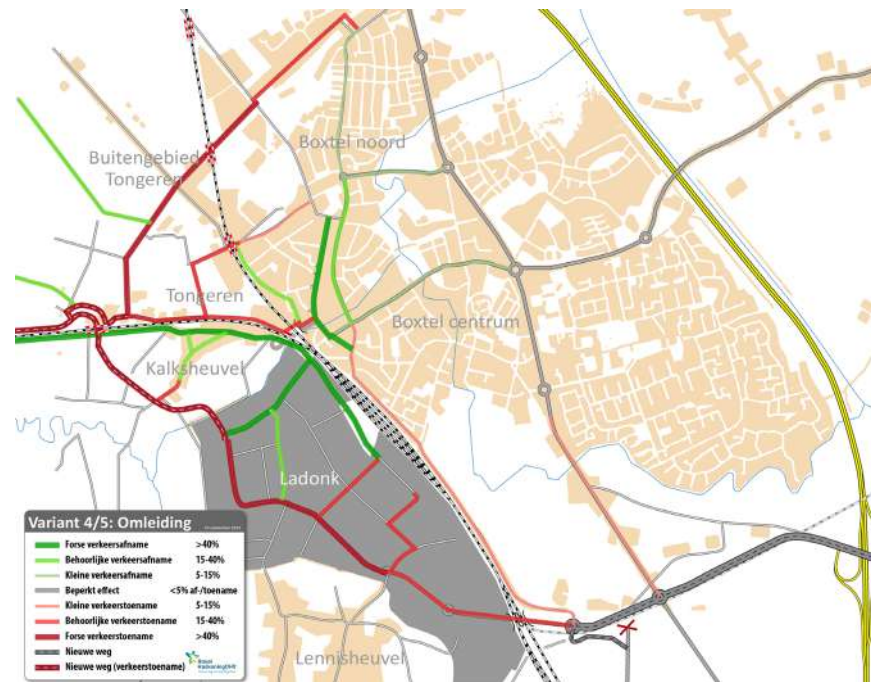 Boxtel noord
Buitengebied
Tongeren
Tongeren
Boxtel centrum
Kalksheuvel
Ladonk
Lennisheuvel
Variant 4/5: Omleiding
Forse verkeersafname >40%
Behoorlijke verkeersafname 15-40%
Kleine verkeersafname 5-15%
Beperkt effect <5% af-/toename
Kleine verkeerstoename 5-15%
Behoorlijke verkeerstoename 15-40%
Forse verkeerstoename >40%
Nieuwe weg
Nieuwe weg (verkeerstoename)
Royal
HaskoningDHV